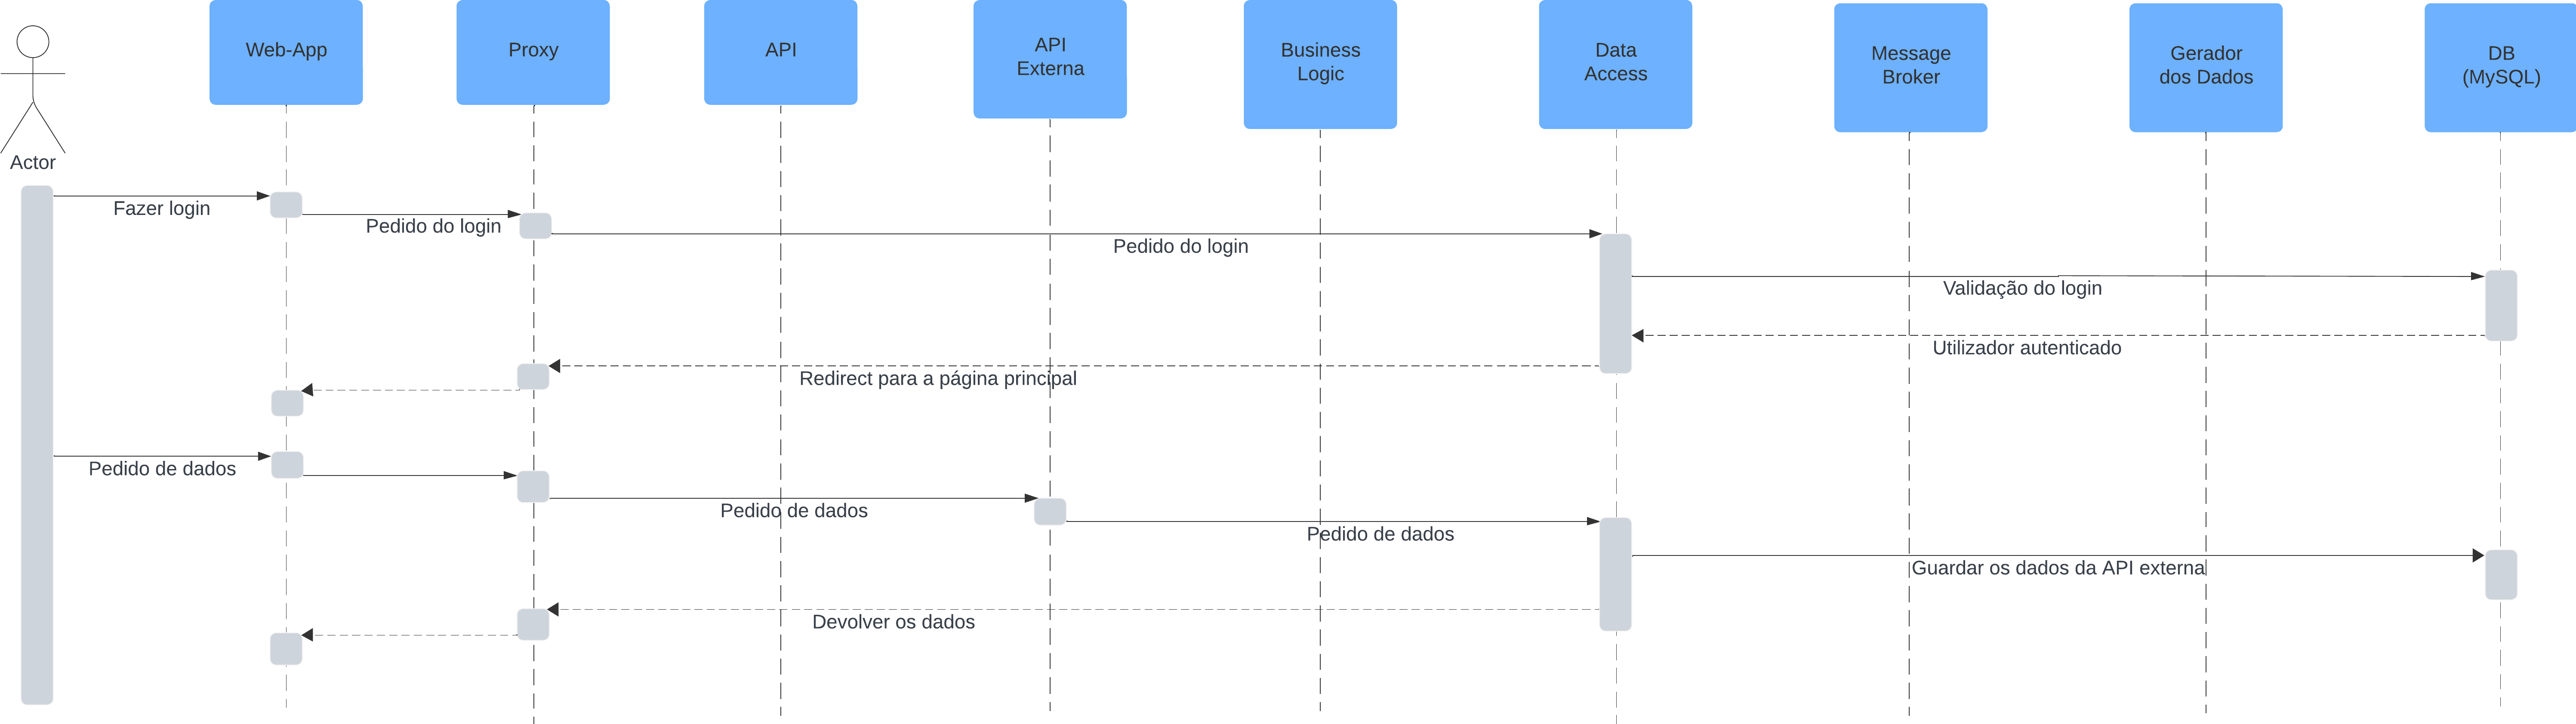 Web-App
Proxy
API
API
Externa
Business
Logic
Data
Access
Message
Broker
Gerador
dos Dados
DB
(MySQL)
Actor
Fazer login
Pedido do login
Pedido do login
Validação do login
Utilizador autenticado
Redirect para a página principal
Pedido de dados
Pedido de dados
Pedido de dados
Guardar os dados da API externa
Devolver os dados